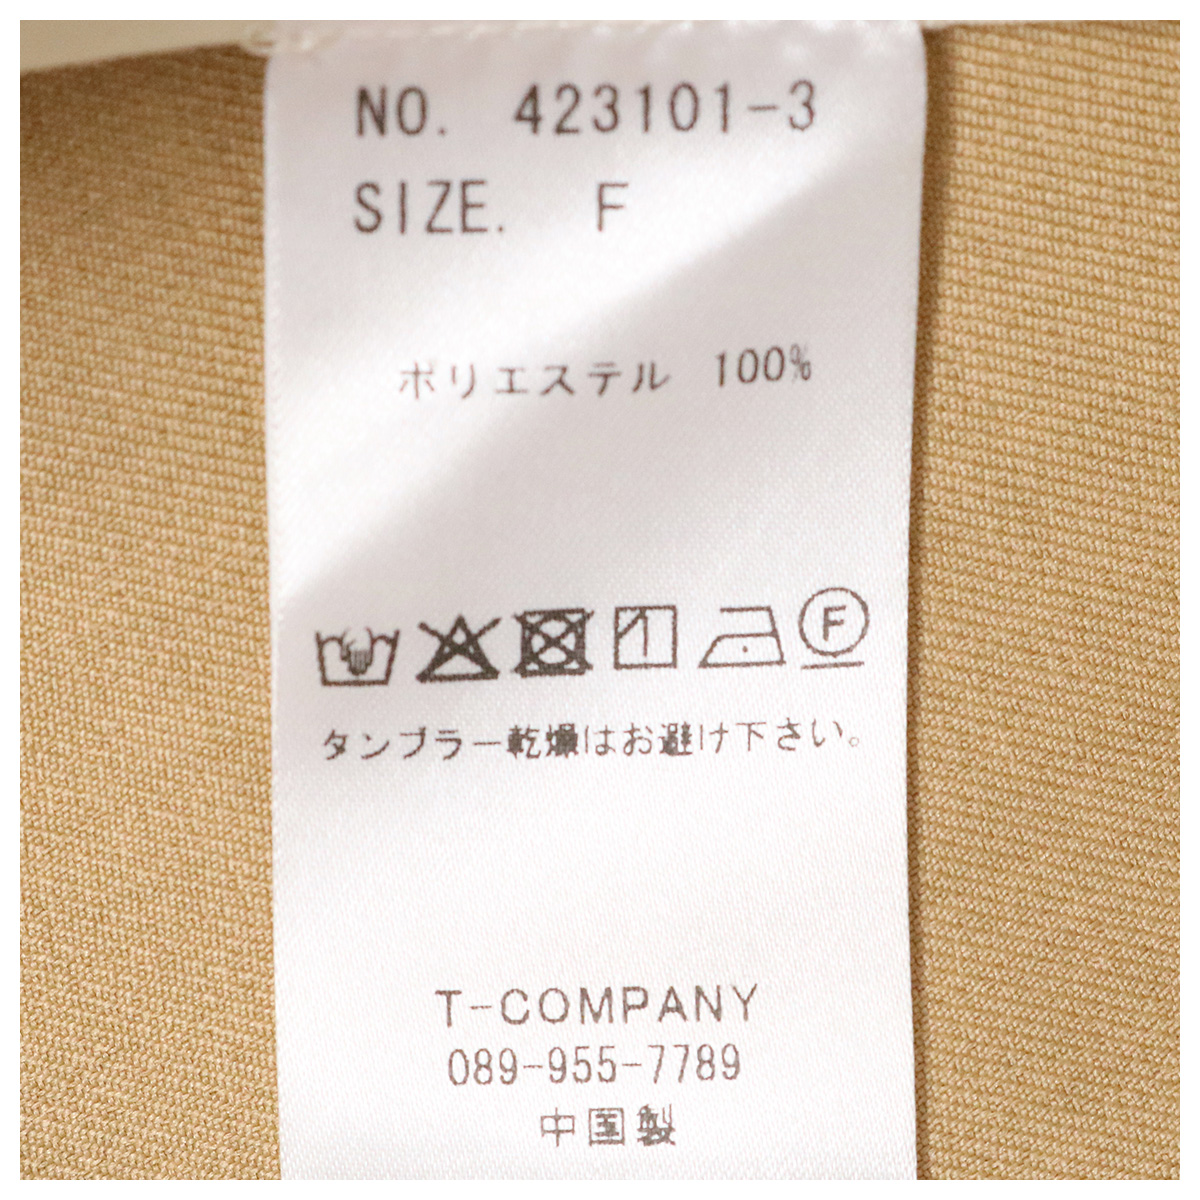 NO. 423101-3
SIZE. F
ポリエステル 100%
F
タンブラー乾燥はお避け下さい。
T-COMPANY
089-955-7789
中国製